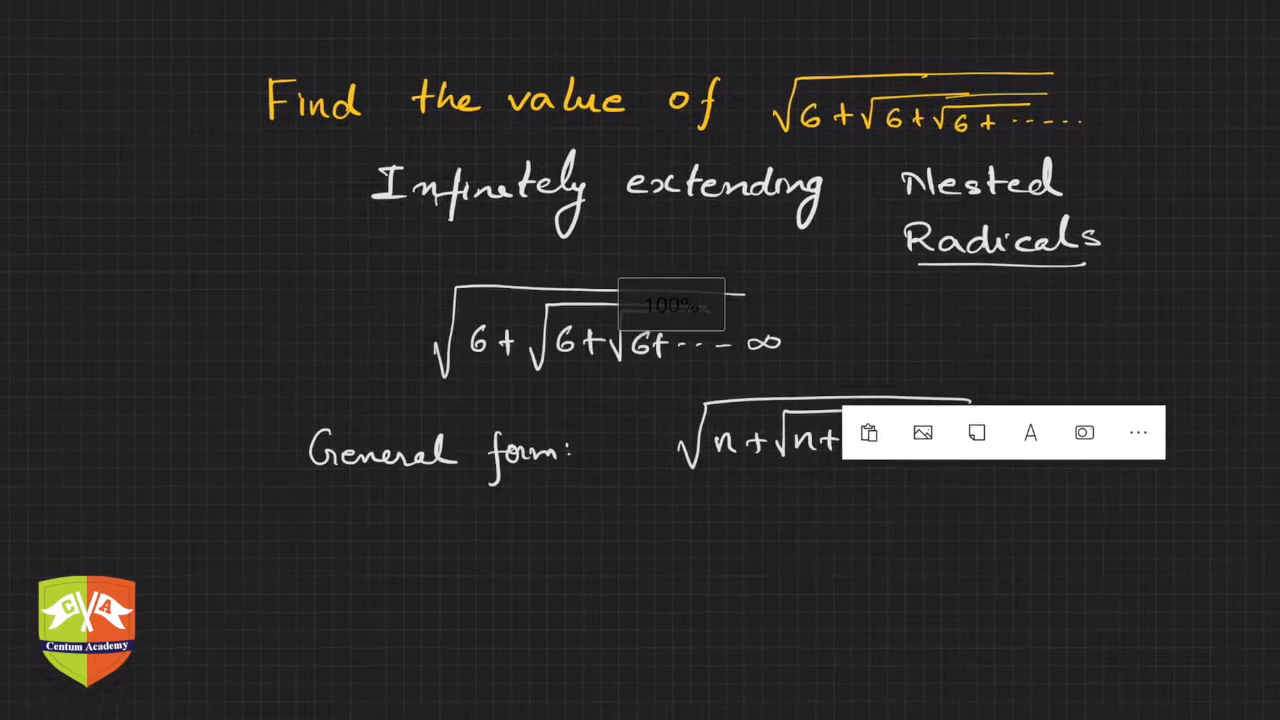 Find the value of √6+√6+√6+......
Infinitely extending Nested
Radicals
100%
√6+√6+√6+---∞
General form: √n+√n+
A
...
C A
Centum Academy